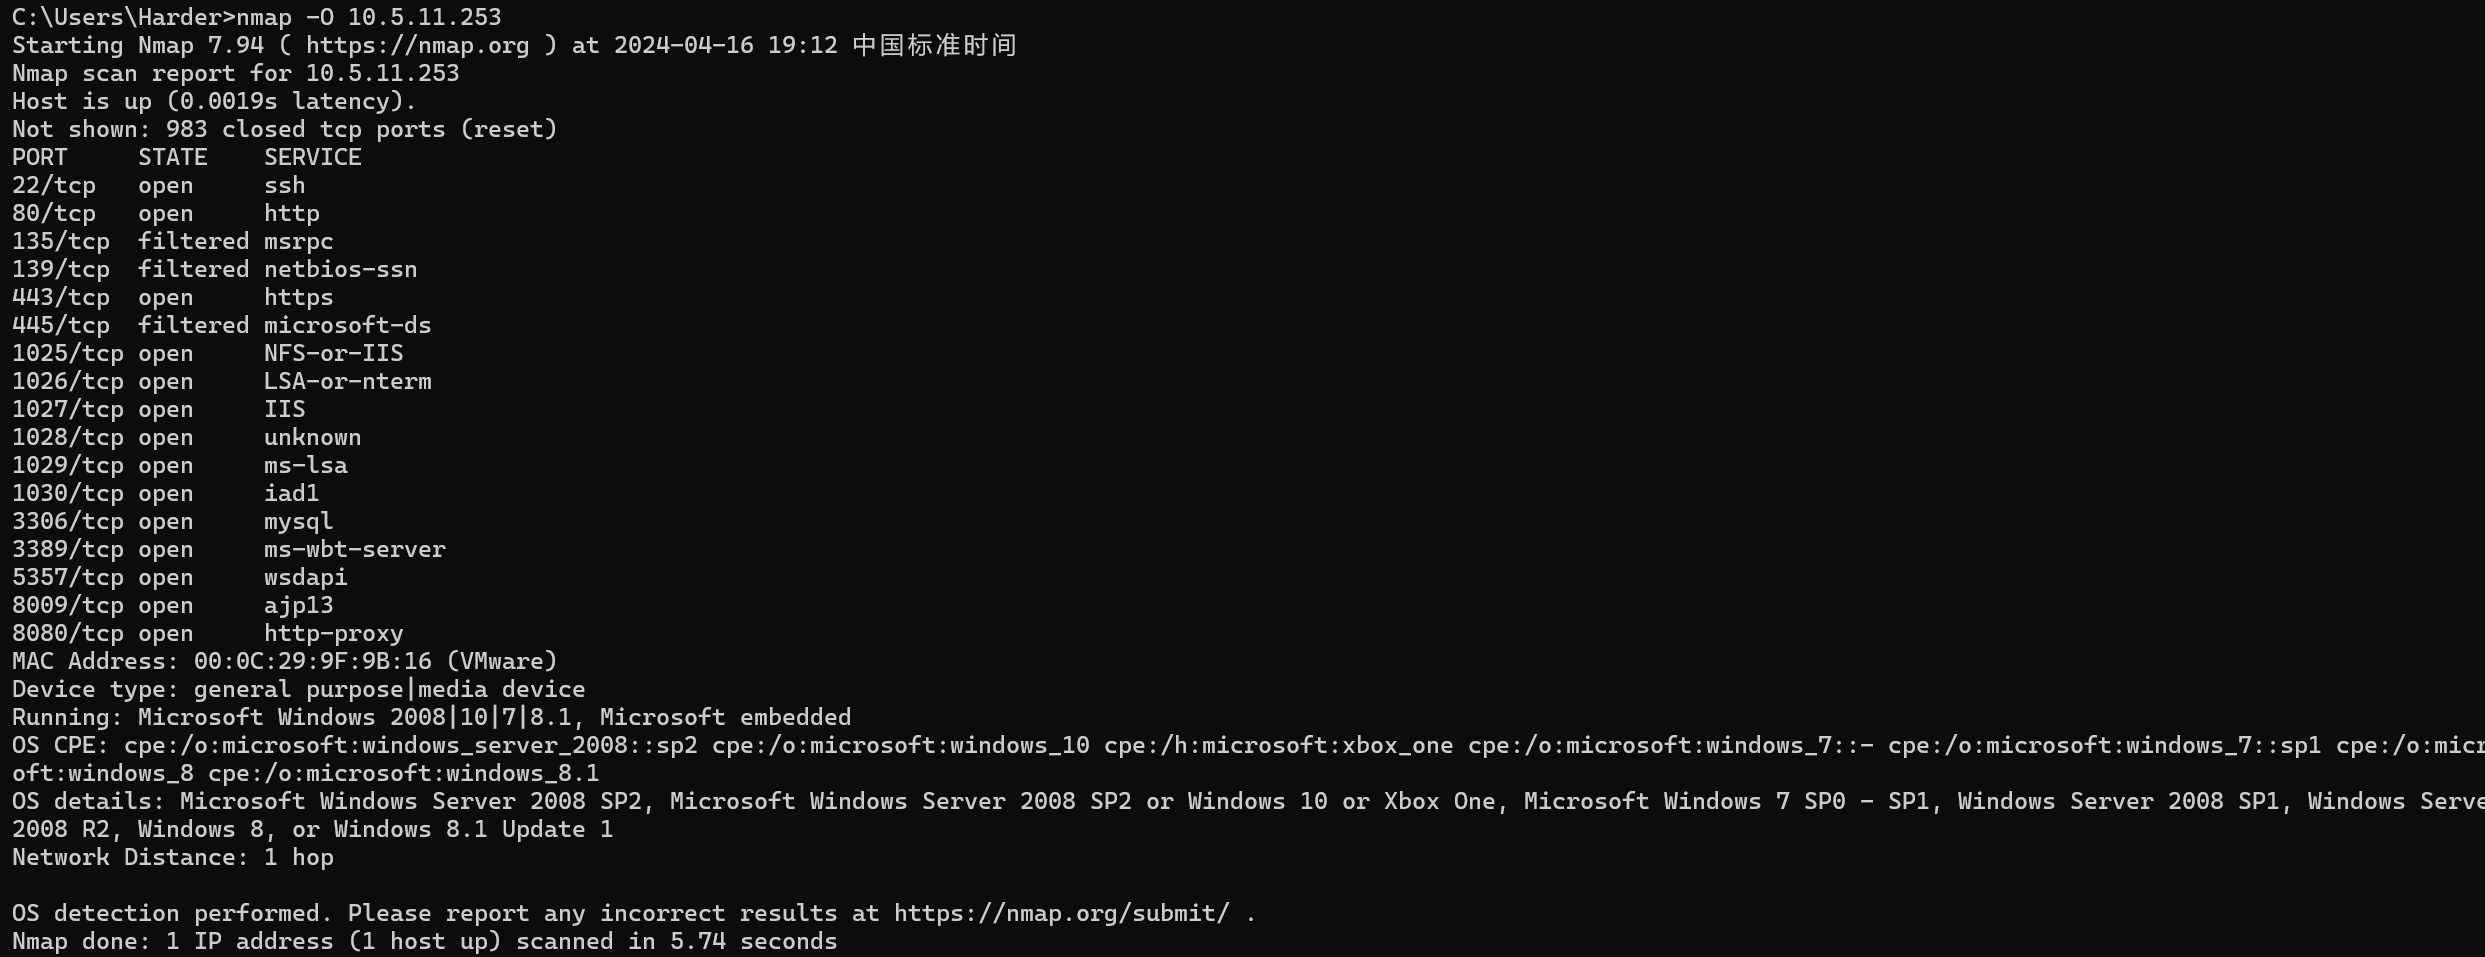 C:\Users\Harder>nmap -O 10.5.11.253
Starting Nmap 7.94 ( https://nmap.org ) at 2024-04-16 19:12 中国标准时间
Nmap scan report for 10.5.11.253
Host is up (0.0019s latency).
Not shown: 983 closed tcp ports (reset)
PORT     STATE    SERVICE
22/tcp   open     ssh
80/tcp   open     http
135/tcp  filtered msrpc
139/tcp  filtered netbios-ssn
443/tcp  open     https
445/tcp  filtered microsoft-ds
1025/tcp open     NFS-or-IIS
1026/tcp open     LSA-or-nterm
1027/tcp open     IIS
1028/tcp open     unknown
1029/tcp open     ms-lsa
1030/tcp open     iad1
3306/tcp open     mysql
3389/tcp open     ms-wbt-server
5357/tcp open     wsdapi
8009/tcp open     ajp13
8080/tcp open     http-proxy
MAC Address: 00:0C:29:9F:9B:16 (VMware)
Device type: general purpose|media device
Running: Microsoft Windows 2008|10|7|8.1, Microsoft embedded
OS CPE: cpe:/o:microsoft:windows_server_2008::sp2 cpe:/o:microsoft:windows_10 cpe:/h:microsoft:xbox_one cpe:/o:microsoft:windows_7::- cpe:/o:microsoft:windows_7::sp1 cpe:/o:micr
oft:windows_8 cpe:/o:microsoft:windows_8.1
OS details: Microsoft Windows Server 2008 SP2, Microsoft Windows Server 2008 SP2 or Windows 10 or Xbox One, Microsoft Windows 7 SP0 - SP1, Windows Server 2008 SP1, Windows Serve
2008 R2, Windows 8, or Windows 8.1 Update 1
Network Distance: 1 hop
OS detection performed. Please report any incorrect results at https://nmap.org/submit/ .
Nmap done: 1 IP address (1 host up) scanned in 5.74 seconds